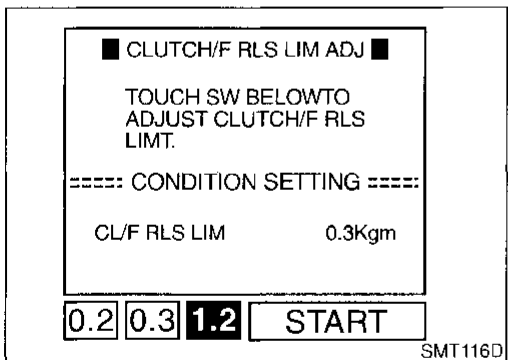 ■ CLUTCH/F RLS LIM ADJ ■
TOUCH SW BELOWTO
ADJUST CLUTCH/F RLS
LIMT.
===== CONDITION SETTING =====
CL/F RLS LIM 0.3Kgm
0.2 0.3 1.2 START
SMT116D